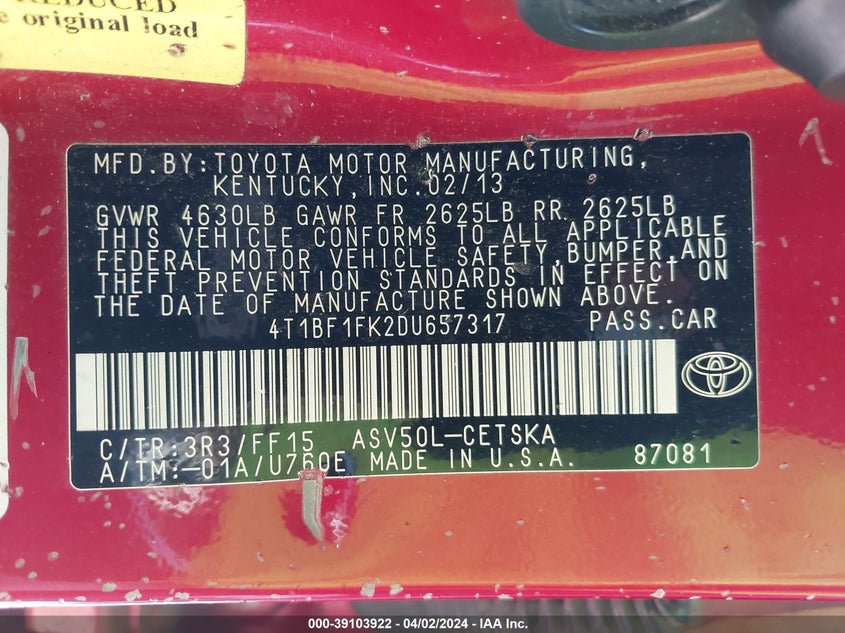 REDUCED
e original load
MFD.BY:TOYOTA MOTOR MANUFACTURING,
KENTUCKY,INC.02/13
GVWR 4630LB GAWR FR 2625LB RR 2625LB
THIS VEHICLE CONFORMS TO ALL APPLICABLE
FEDERAL MOTOR VEHICLE SAFETY,BUMPER,AND
THEFT PREVENTION STANDARDS IN EFFECT ON
THE DATE OF MANUFACTURE SHOWN ABOVE.
4T1BF1FK2DU657317 PASS.CAR
C/TR:3R3/FF15 ASV50L-CETSKA
A/TM:-01A/U760E MADE IN U.S.A. 87081
000-39103922 - 04/02/2024 - IAA Inc.